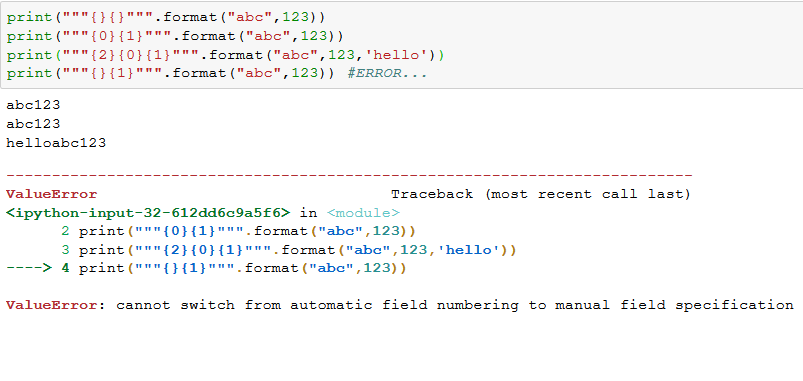 print("""{}{}""".format("abc",123))
print("""{0}{1}""".format("abc",123))
print("""{2}{0}{1}""".format("abc",123,'hello'))
print("""{}{1}""".format("abc",123)) #ERROR...
abc123
abc123
helloabc123
---------------------------------------------------------------------------
ValueError                                Traceback (most recent call last)
<ipython-input-32-612dd6c9a5f6> in <module>
      2 print("""{0}{1}""".format("abc",123))
      3 print("""{2}{0}{1}""".format("abc",123,'hello'))
----> 4 print("""{}{1}""".format("abc",123))
ValueError: cannot switch from automatic field numbering to manual field specification